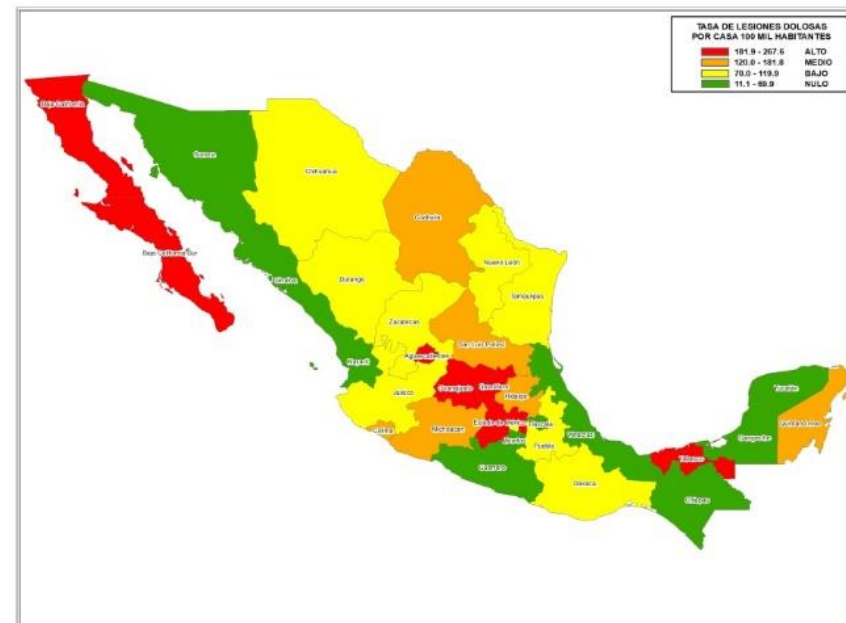 TASA DE LESIONES DOLOSAS
POR CASA 100 MIL HABITANTES
181.9 - 267.6 ALTO
120.0 - 181.8 MEDIO
70.0 - 119.9 BAJO
11.1 - 69.9 NULO
Baja California
Sonora
Chihuahua
Coahuila
Baja California Sur
Nuevo León
Sinaloa
Durango
Tamaulipas
Zacatecas
San Luis Potosí
Aguascalientes
Nayarit
Yucatán
Guanajuato
Querétaro
Jalisco
Hidalgo
Quintana Roo
Estado de México
Tlaxcala
Colima
Michoacán
Veracruz
Campeche
Morelos
Puebla
Tabasco
Guerrero
Oaxaca
Chiapas